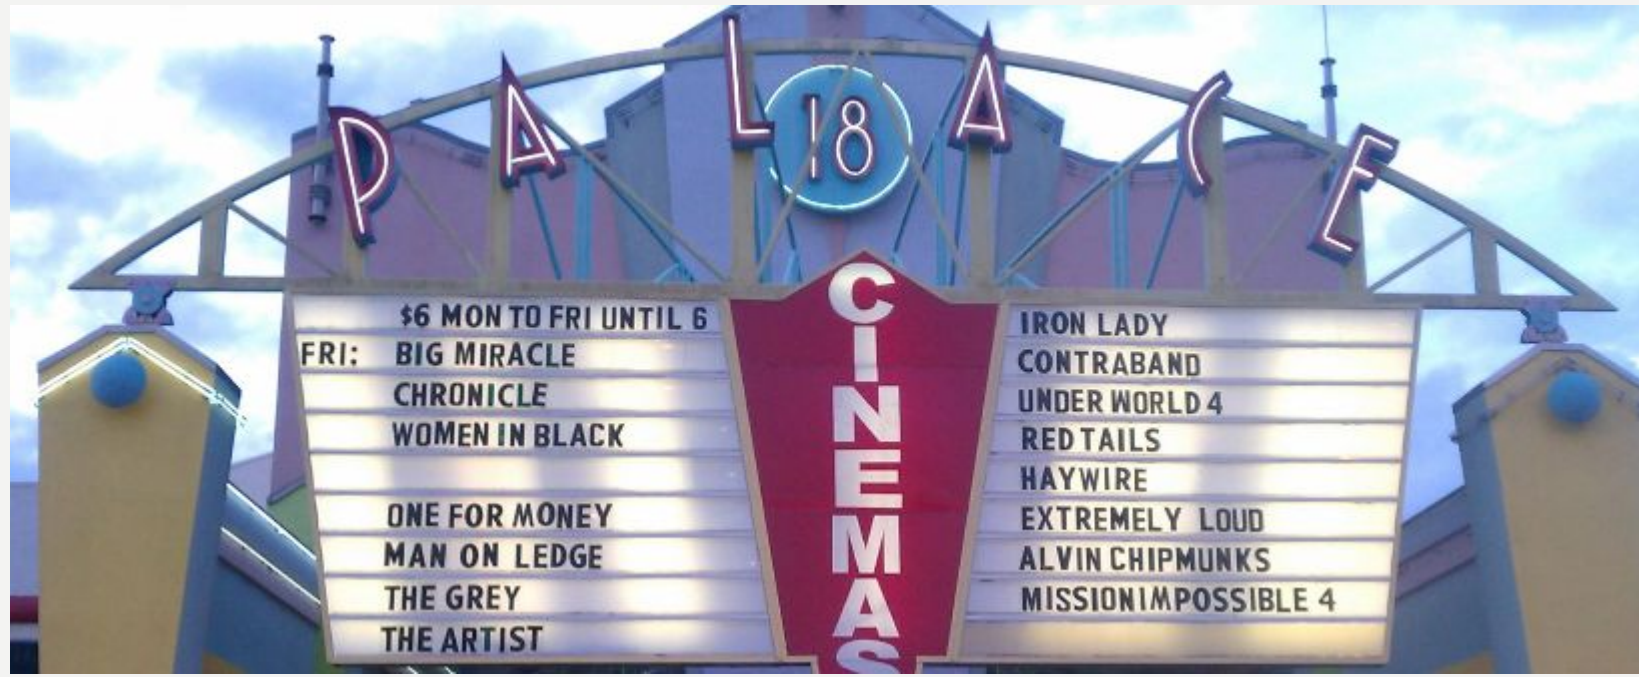 PALACE
18
CINEMAS
$6 MON TO FRI UNTIL 6
FRI: BIG MIRACLE
CHRONICLE
WOMEN IN BLACK
ONE FOR MONEY
MAN ON LEDGE
THE GREY
THE ARTIST
IRON LADY
CONTRABAND
UNDER WORLD 4
RED TAILS
HAYWIRE
EXTREMELY LOUD
ALVIN CHIPMUNKS
MISSION IMPOSSIBLE 4